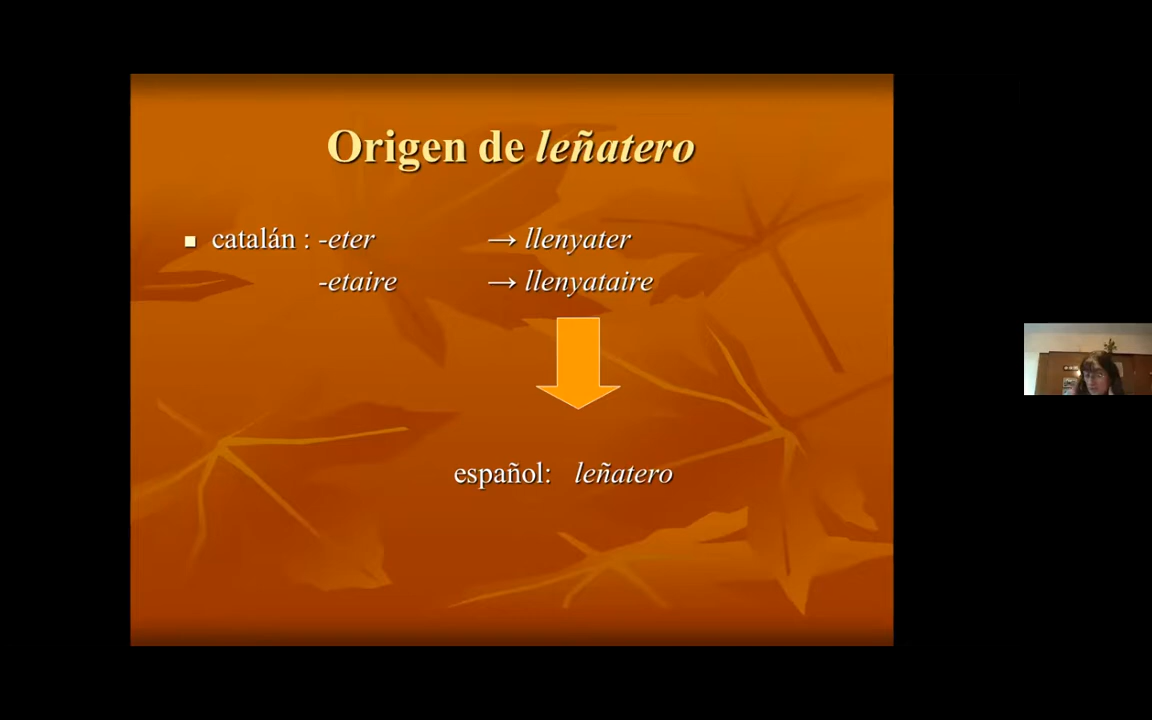 Origen de leñatero
catalán : -eter → llenyater
-etaire → llenyataire
español: leñatero